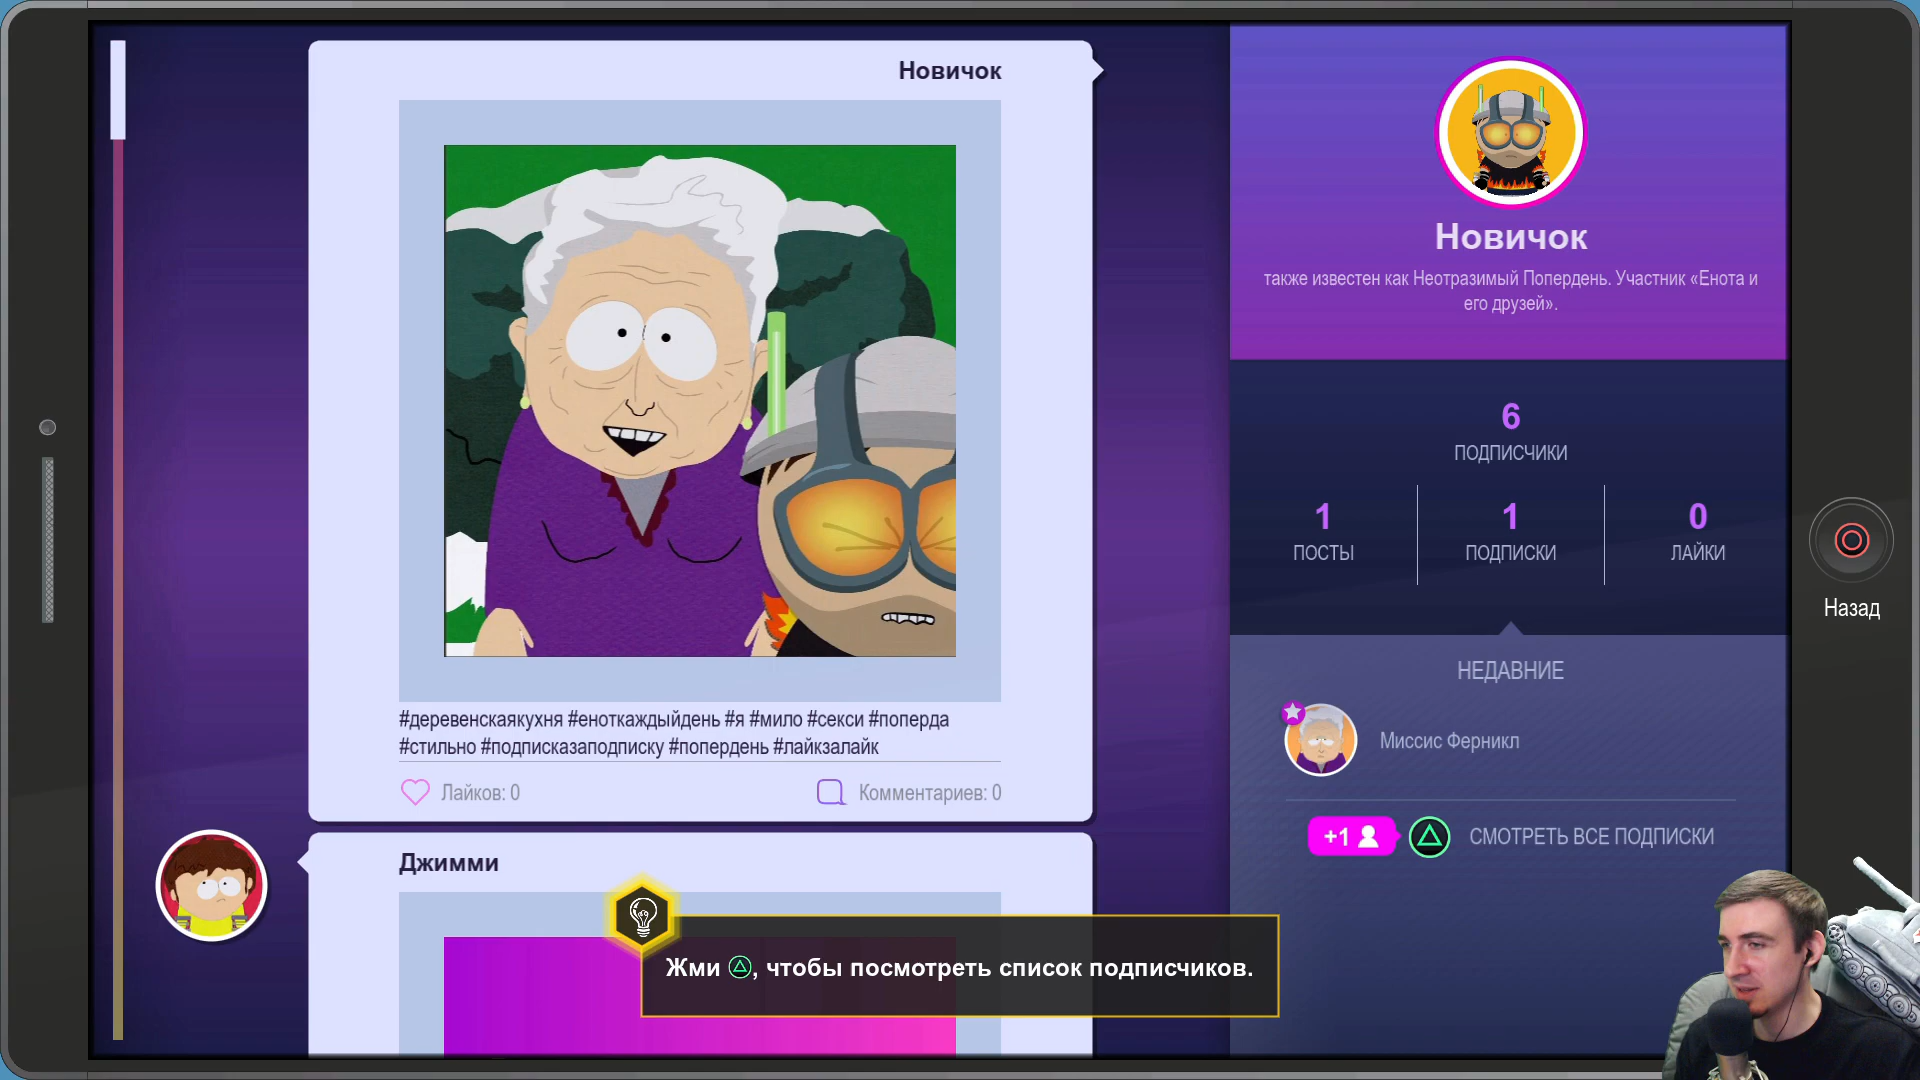 Новичок
#деревенскаякухня #еноткаждыйдень #я #мило #секси #поперда
#стильно #подписказаподписку #попердень #лайкзалайк
Лайков: 0
Комментариев: 0
Джимми
Жми , чтобы посмотреть список подписчиков.
Новичок
также известен как Неотразимый Попердень. Участник «Енота и
его друзей».
6
ПОДПИСЧИКИ
1
ПОСТЫ
1
ПОДПИСКИ
0
ЛАЙКИ
НЕДАВНИЕ
Миссис Ферникл
+1 СМОТРЕТЬ ВСЕ ПОДПИСКИ
Назад